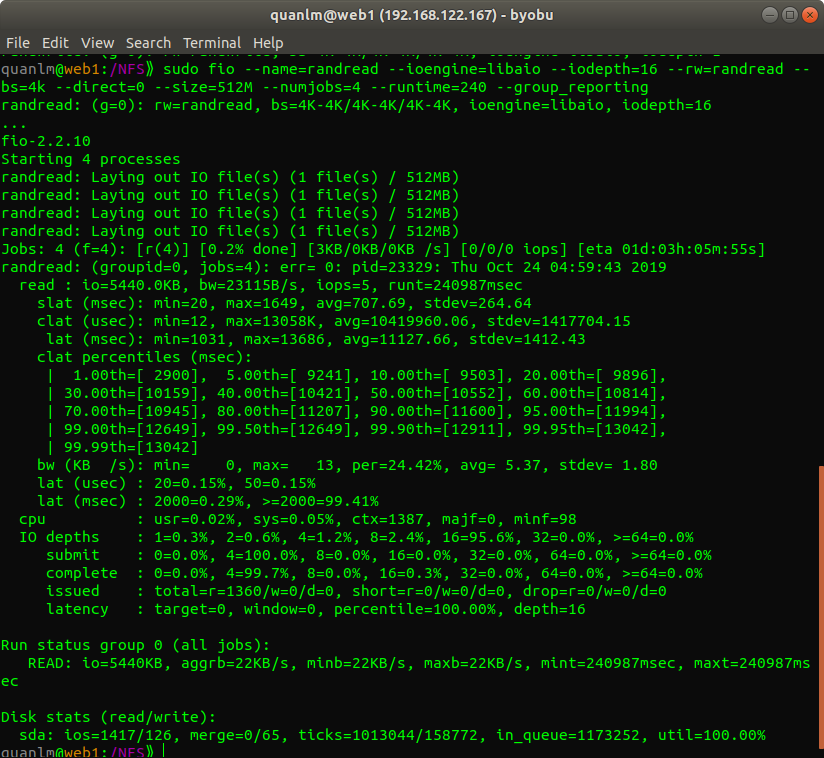 quanlm@web1 (192.168.122.167) - byobu
File Edit View Search Terminal Help
quanlm@web1:/NFS⟫ sudo fio --name=randread --ioengine=libaio --iodepth=16 --rw=randread --
bs=4k --direct=0 --size=512M --numjobs=4 --runtime=240 --group_reporting
randread: (g=0): rw=randread, bs=4K-4K/4K-4K/4K-4K, ioengine=libaio, iodepth=16
...
fio-2.2.10
Starting 4 processes
randread: Laying out IO file(s) (1 file(s) / 512MB)
randread: Laying out IO file(s) (1 file(s) / 512MB)
randread: Laying out IO file(s) (1 file(s) / 512MB)
randread: Laying out IO file(s) (1 file(s) / 512MB)
Jobs: 4 (f=4): [r(4)] [0.2% done] [3KB/0KB/0KB /s] [0/0/0 iops] [eta 01d:03h:05m:55s]
randread: (groupid=0, jobs=4): err= 0: pid=23329: Thu Oct 24 04:59:43 2019
  read : io=5440.0KB, bw=23115B/s, iops=5, runt=240987msec
    slat (msec): min=20, max=1649, avg=707.69, stdev=264.64
    clat (usec): min=12, max=13058K, avg=10419960.06, stdev=1417704.15
     lat (msec): min=1031, max=13686, avg=11127.66, stdev=1412.43
    clat percentiles (msec):
     |  1.00th=[ 2900],  5.00th=[ 9241], 10.00th=[ 9503], 20.00th=[ 9896],
     | 30.00th=[10159], 40.00th=[10421], 50.00th=[10552], 60.00th=[10814],
     | 70.00th=[10945], 80.00th=[11207], 90.00th=[11600], 95.00th=[11994],
     | 99.00th=[12649], 99.50th=[12649], 99.90th=[12911], 99.95th=[13042],
     | 99.99th=[13042]
    bw (KB  /s): min=    0, max=   13, per=24.42%, avg= 5.37, stdev= 1.80
    lat (usec) : 20=0.15%, 50=0.15%
    lat (msec) : 2000=0.29%, >=2000=99.41%
  cpu          : usr=0.02%, sys=0.05%, ctx=1387, majf=0, minf=98
  IO depths    : 1=0.3%, 2=0.6%, 4=1.2%, 8=2.4%, 16=95.6%, 32=0.0%, >=64=0.0%
     submit    : 0=0.0%, 4=100.0%, 8=0.0%, 16=0.0%, 32=0.0%, 64=0.0%, >=64=0.0%
     complete  : 0=0.0%, 4=99.7%, 8=0.0%, 16=0.3%, 32=0.0%, 64=0.0%, >=64=0.0%
     issued    : total=r=1360/w=0/d=0, short=r=0/w=0/d=0, drop=r=0/w=0/d=0
     latency   : target=0, window=0, percentile=100.00%, depth=16
Run status group 0 (all jobs):
   READ: io=5440KB, aggrb=22KB/s, minb=22KB/s, maxb=22KB/s, mint=240987msec, maxt=240987ms
ec
Disk stats (read/write):
  sda: ios=1417/126, merge=0/65, ticks=1013044/158772, in_queue=1173252, util=100.00%
quanlm@web1:/NFS⟫